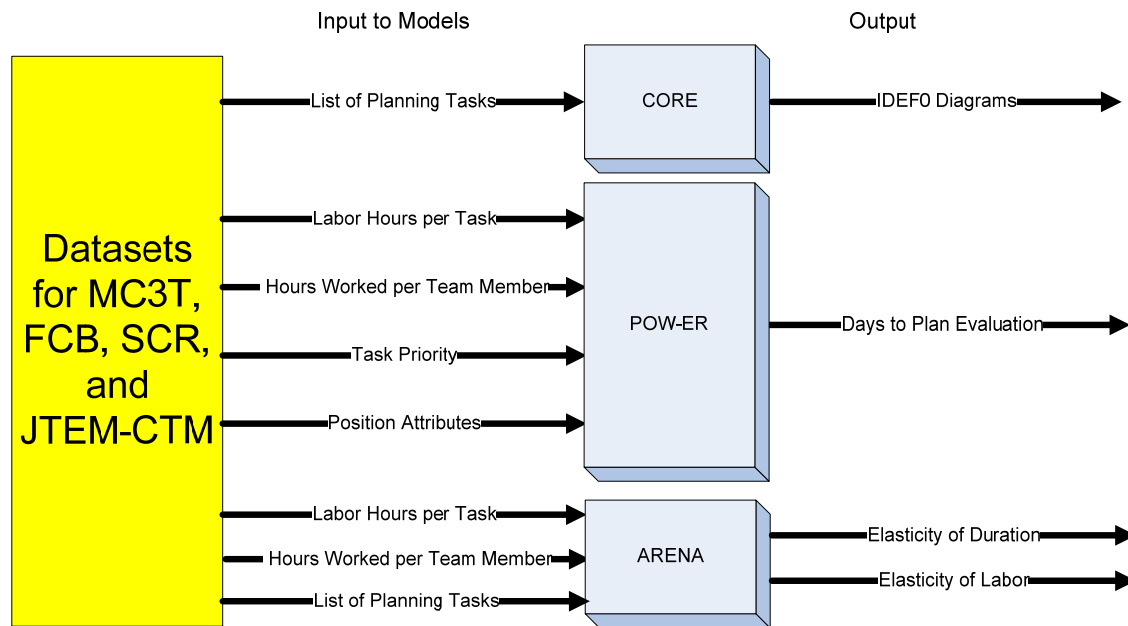 Input to Models
Output
Datasets
for MC3T,
FCB, SCR,
and
JTEM-CTM
List of Planning Tasks
CORE
IDEF0 Diagrams
Labor Hours per Task
Hours Worked per Team Member
Task Priority
Position Attributes
POW-ER
Days to Plan Evaluation
Labor Hours per Task
Hours Worked per Team Member
List of Planning Tasks
ARENA
Elasticity of Duration
Elasticity of Labor